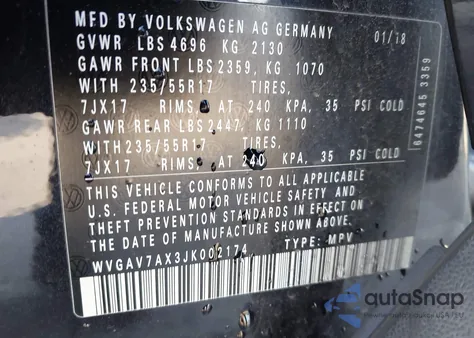 MFD BY VOLKSWAGEN AG GERMANY
01/18
GVWR LBS 4696 KG 2130
GAWR FRONT LBS 2359, KG 1070
WITH 235/55R17 TIRES,
7JX17 RIMS, AT 240 KPA, 35 PSI COLD
GAWR REAR LBS 2447, KG 1110
WITH 235/55R17 TIRES,
7JX17 RIMS, AT 240 KPA, 35 PSI COLD
THIS VEHICLE CONFORMS TO ALL APPLICABLE
U.S. FEDERAL MOTOR VEHICLE SAFETY AND
THEFT PREVENTION STANDARDS IN EFFECT ON
THE DATE OF MANUFACTURE SHOWN ABOVE.
WVGAV7AX3JK002174 TYPE: MPV
6474645 3359
autoSnap